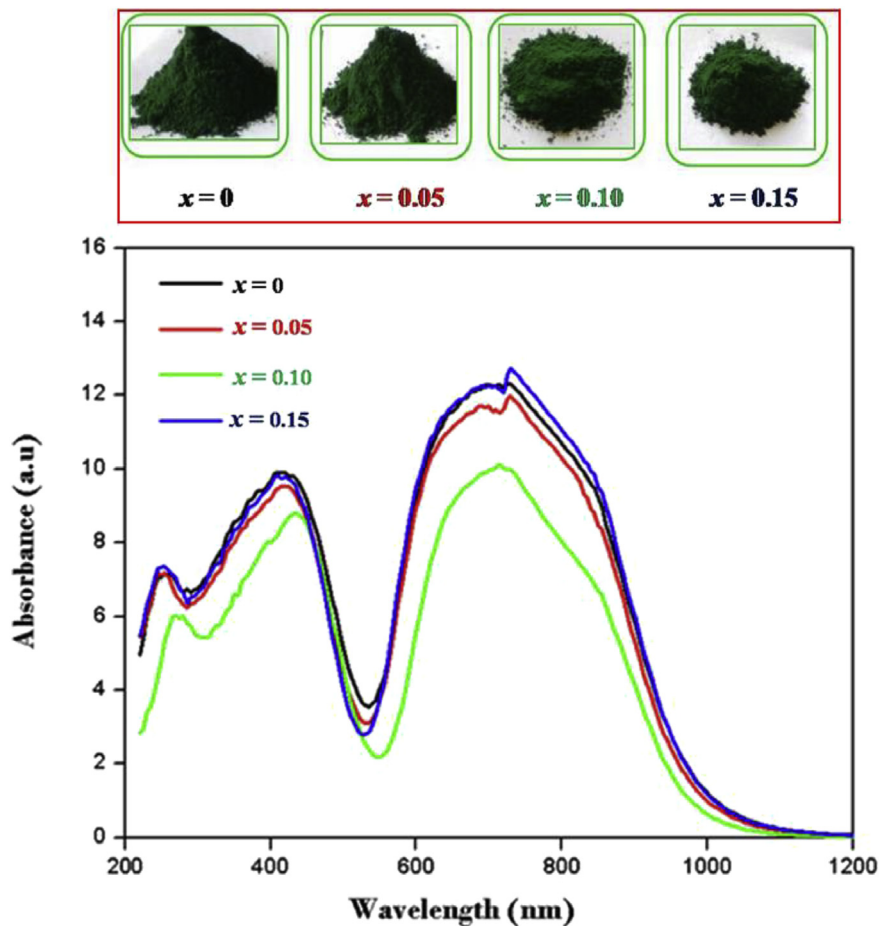 x = 0 x = 0.05 x = 0.10 x = 0.15
16
x = 0
14
x = 0.05
x = 0.10
12
x = 0.15
10
8
6
4
2
0
Absorbance (a.u)
200 400 600 800 1000 1200
Wavelength (nm)